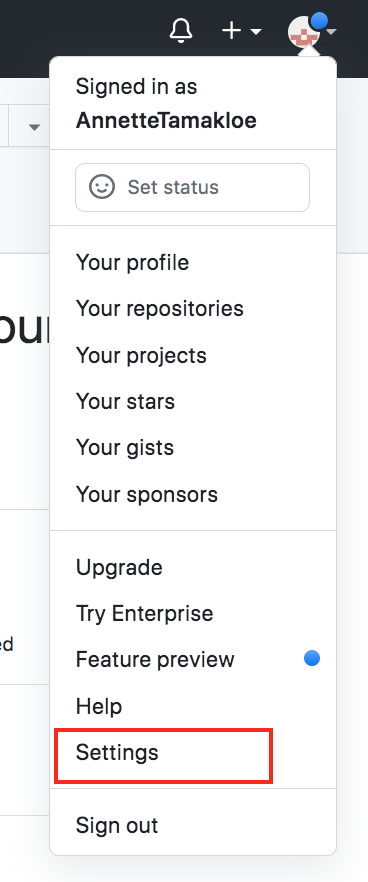 Signed in as
AnnetteTamakloe
Set status
Your profile
Your repositories
Your projects
Your stars
Your gists
Your sponsors
Upgrade
Try Enterprise
Feature preview
Help
Settings
Sign out